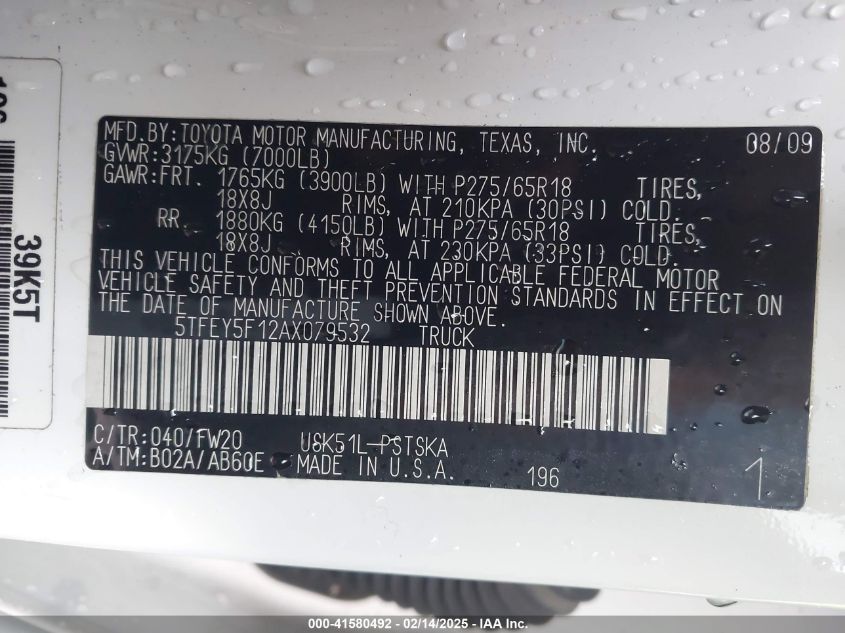 MFD.BY:TOYOTA MOTOR MANUFACTURING, TEXAS, INC. 08/09
GVWR:3175KG (7000LB)
GAWR:FRT. 1765KG (3900LB) WITH P275/65R18 TIRES,
18X8J RIMS, AT 210KPA (30PSI) COLD.
RR. 1880KG (4150LB) WITH P275/65R18 TIRES,
18X8J RIMS, AT 230KPA (33PSI) COLD.
THIS VEHICLE CONFORMS TO ALL APPLICABLE FEDERAL MOTOR
VEHICLE SAFETY AND THEFT PREVENTION STANDARDS IN EFFECT ON
THE DATE OF MANUFACTURE SHOWN ABOVE.
5TFEY5F12AX079532 TRUCK
C/TR:040/FW20 USK51L-PSTSKA
A/TM:B02A/AB60E MADE IN U.S.A. 196 1
39K5T
000-41580492 - 02/14/2025 - IAA Inc.